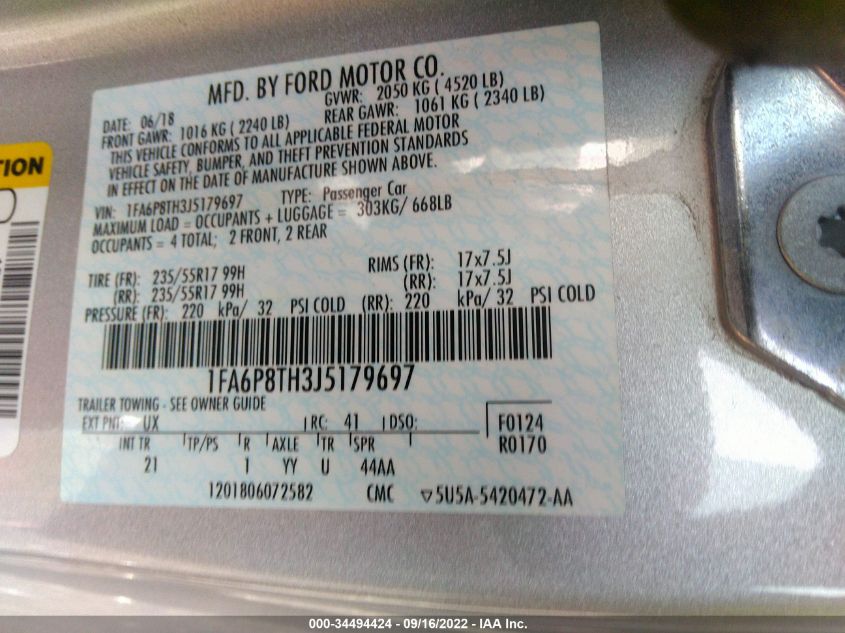 MFD. BY FORD MOTOR CO.
DATE: 06/18 GVWR: 2050 KG ( 4520 LB)
FRONT GAWR: 1016 KG ( 2240 LB) REAR GAWR: 1061 KG ( 2340 LB)
THIS VEHICLE CONFORMS TO ALL APPLICABLE FEDERAL MOTOR
VEHICLE SAFETY, BUMPER, AND THEFT PREVENTION STANDARDS
IN EFFECT ON THE DATE OF MANUFACTURE SHOWN ABOVE.
VIN: 1FA6P8TH3J5179697 TYPE: Passenger Car
MAXIMUM LOAD = OCCUPANTS + LUGGAGE = 303KG/ 668LB
OCCUPANTS = 4 TOTAL; 2 FRONT, 2 REAR
TIRE (FR): 235/55R17 99H RIMS (FR): 17x7.5J
(RR): 235/55R17 99H (RR): 17x7.5J
PRESSURE (FR): 220 kPa/ 32 PSI COLD (RR): 220 kPa/ 32 PSI COLD
1FA6P8TH3J5179697
TRAILER TOWING - SEE OWNER GUIDE
EXT PNT: UX RC: 41 DSO: F0124
INT TR TP/PS R AXLE TR SPR R0170
21 1 YY U 44AA
1201806072582 CMC ▽5U5A-5420472-AA
000-34494424 - 09/16/2022 - IAA Inc.